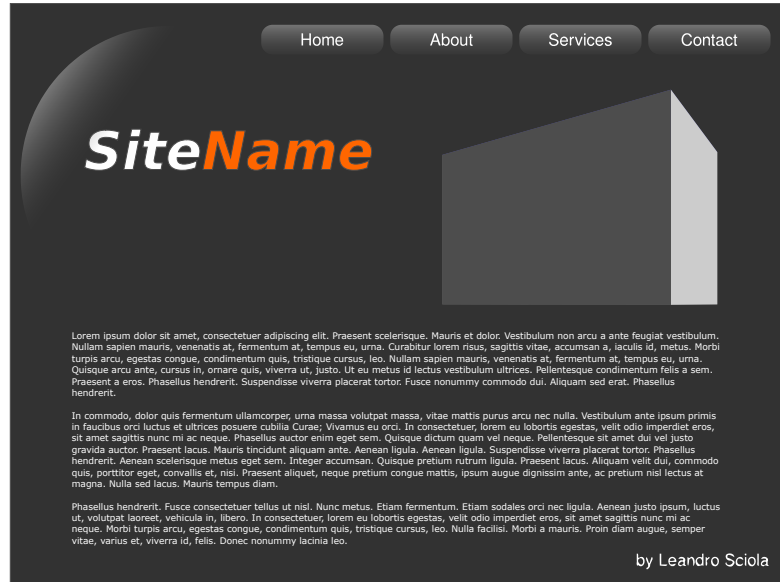 Home About Services Contact
SiteName
Lorem ipsum dolor sit amet, consectetuer adipiscing elit. Praesent scelerisque. Mauris et dolor. Vestibulum non arcu a ante feugiat vestibulum.
Nullam sapien mauris, venenatis at, fermentum at, tempus eu, urna. Curabitur lorem risus, sagittis vitae, accumsan a, iaculis id, metus. Morbi
turpis arcu, egestas congue, condimentum quis, tristique cursus, leo. Nullam sapien mauris, venenatis at, fermentum at, tempus eu, urna.
Quisque arcu ante, cursus in, ornare quis, viverra ut, justo. Ut eu metus id lectus vestibulum ultrices. Pellentesque condimentum felis a sem.
Praesent a eros. Phasellus hendrerit. Suspendisse viverra placerat tortor. Fusce nonummy commodo dui. Aliquam sed erat. Phasellus
hendrerit.
In commodo, dolor quis fermentum ullamcorper, urna massa volutpat massa, vitae mattis purus arcu nec nulla. Vestibulum ante ipsum primis
in faucibus orci luctus et ultrices posuere cubilia Curae; Vivamus eu orci. In consectetuer, lorem eu lobortis egestas, velit odio imperdiet eros,
sit amet sagittis nunc mi ac neque. Phasellus auctor enim eget sem. Quisque dictum quam vel neque. Pellentesque sit amet dui vel justo
gravida auctor. Praesent lacus. Mauris tincidunt aliquam ante. Aenean ligula. Aenean ligula. Suspendisse viverra placerat tortor. Phasellus
hendrerit. Aenean scelerisque metus eget sem. Integer accumsan. Quisque pretium rutrum ligula. Praesent lacus. Aliquam velit dui, commodo
quis, porttitor eget, convallis et, nisi. Praesent aliquet, neque pretium congue mattis, ipsum augue dignissim ante, ac pretium nisl lectus at
magna. Nulla sed lacus. Mauris tempus diam.
Phasellus hendrerit. Fusce consectetuer tellus ut nisl. Nunc metus. Etiam fermentum. Etiam sodales orci nec ligula. Aenean justo ipsum, luctus
ut, volutpat laoreet, vehicula in, libero. In consectetuer, lorem eu lobortis egestas, velit odio imperdiet eros, sit amet sagittis nunc mi ac
neque. Morbi turpis arcu, egestas congue, condimentum quis, tristique cursus, leo. Nulla facilisi. Morbi a mauris. Proin diam augue, semper
vitae, varius et, viverra id, felis. Donec nonummy lacinia leo.
by Leandro Sciola